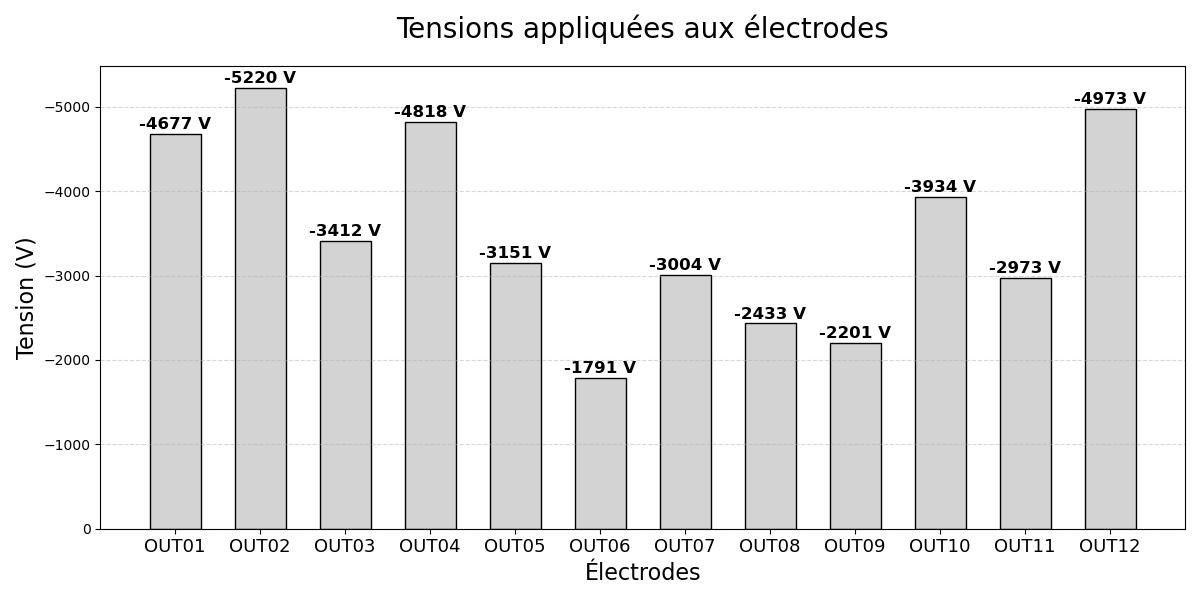 Tensions appliquées aux électrodes
Tension (V)
−5000
−4000
−3000
−2000
−1000
0
-4677 V
-5220 V
-3412 V
-4818 V
-3151 V
-1791 V
-3004 V
-2433 V
-2201 V
-3934 V
-2973 V
-4973 V
OUT01 OUT02 OUT03 OUT04 OUT05 OUT06 OUT07 OUT08 OUT09 OUT10 OUT11 OUT12
Électrodes